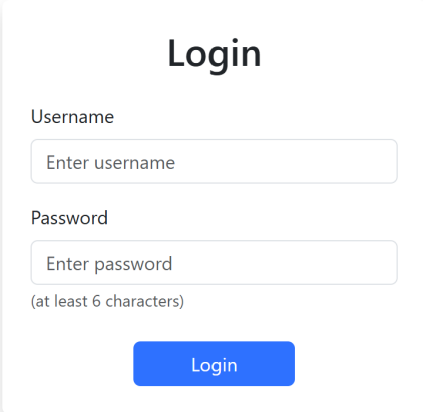 Login
Username
Enter username
Password
Enter password
(at least 6 characters)
Login